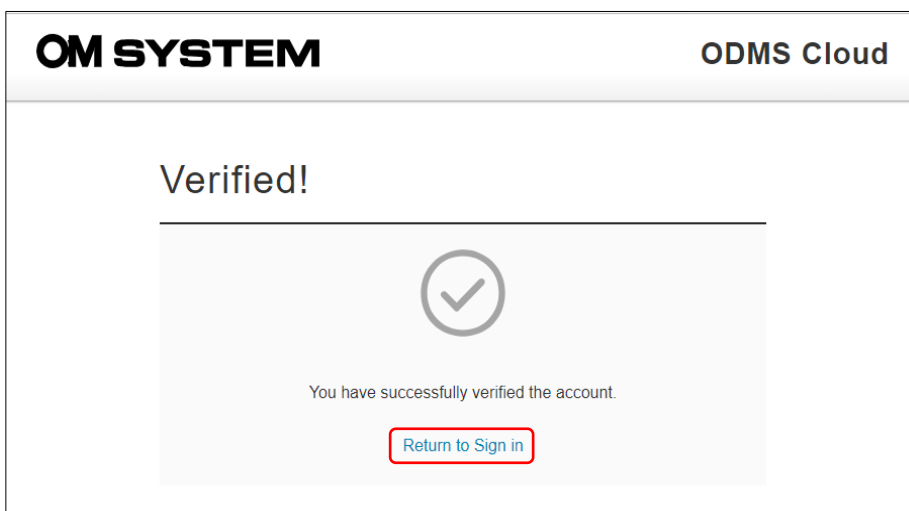 OM SYSTEM
ODMS Cloud
Verified!
You have successfully verified the account.
Return to Sign in